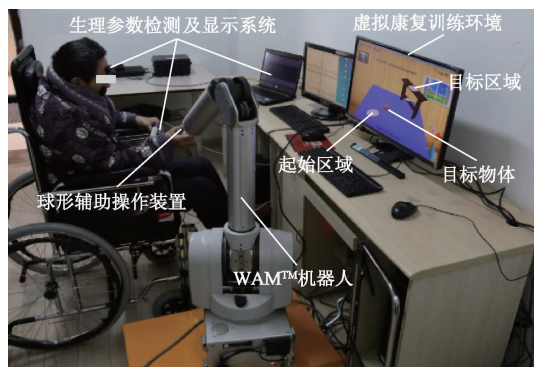 生理参数检测及显示系统
虚拟康复训练环境
目标区域
起始区域
目标物体
球形辅助操作装置
WAM™机器人